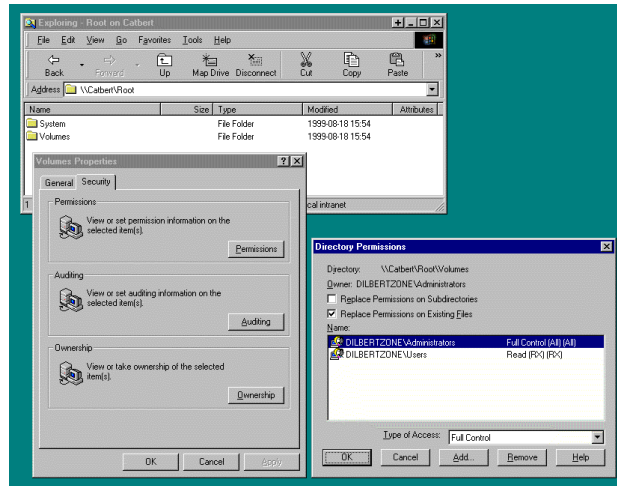 Exploring - Root on Catbert
File Edit View Go Favorites Tools Help
Back Forward Up Map Drive Disconnect Cut Copy Paste »
Address \\Catbert\Root
Name Size Type Modified Attributes
System File Folder 1999-08-18 15:54
Volumes File Folder 1999-08-18 15:54
1 cal intranet
Volumes Properties
General Security
Permissions
View or set permission information on the
selected item(s).
Permissions
Auditing
View or set auditing information on the
selected item(s).
Auditing
Ownership
View or take ownership of the selected
item(s).
Ownership
OK Cancel Apply
Directory Permissions
Directory: \\Catbert\Root\Volumes
Owner: DILBERTZONE\Administrators
Replace Permissions on Subdirectories
Replace Permissions on Existing Files
Name:
DILBERTZONE\Administrators Full Control (All) (All)
DILBERTZONE\Users Read (RX) (RX)
Type of Access: Full Control
OK Cancel Add... Remove Help